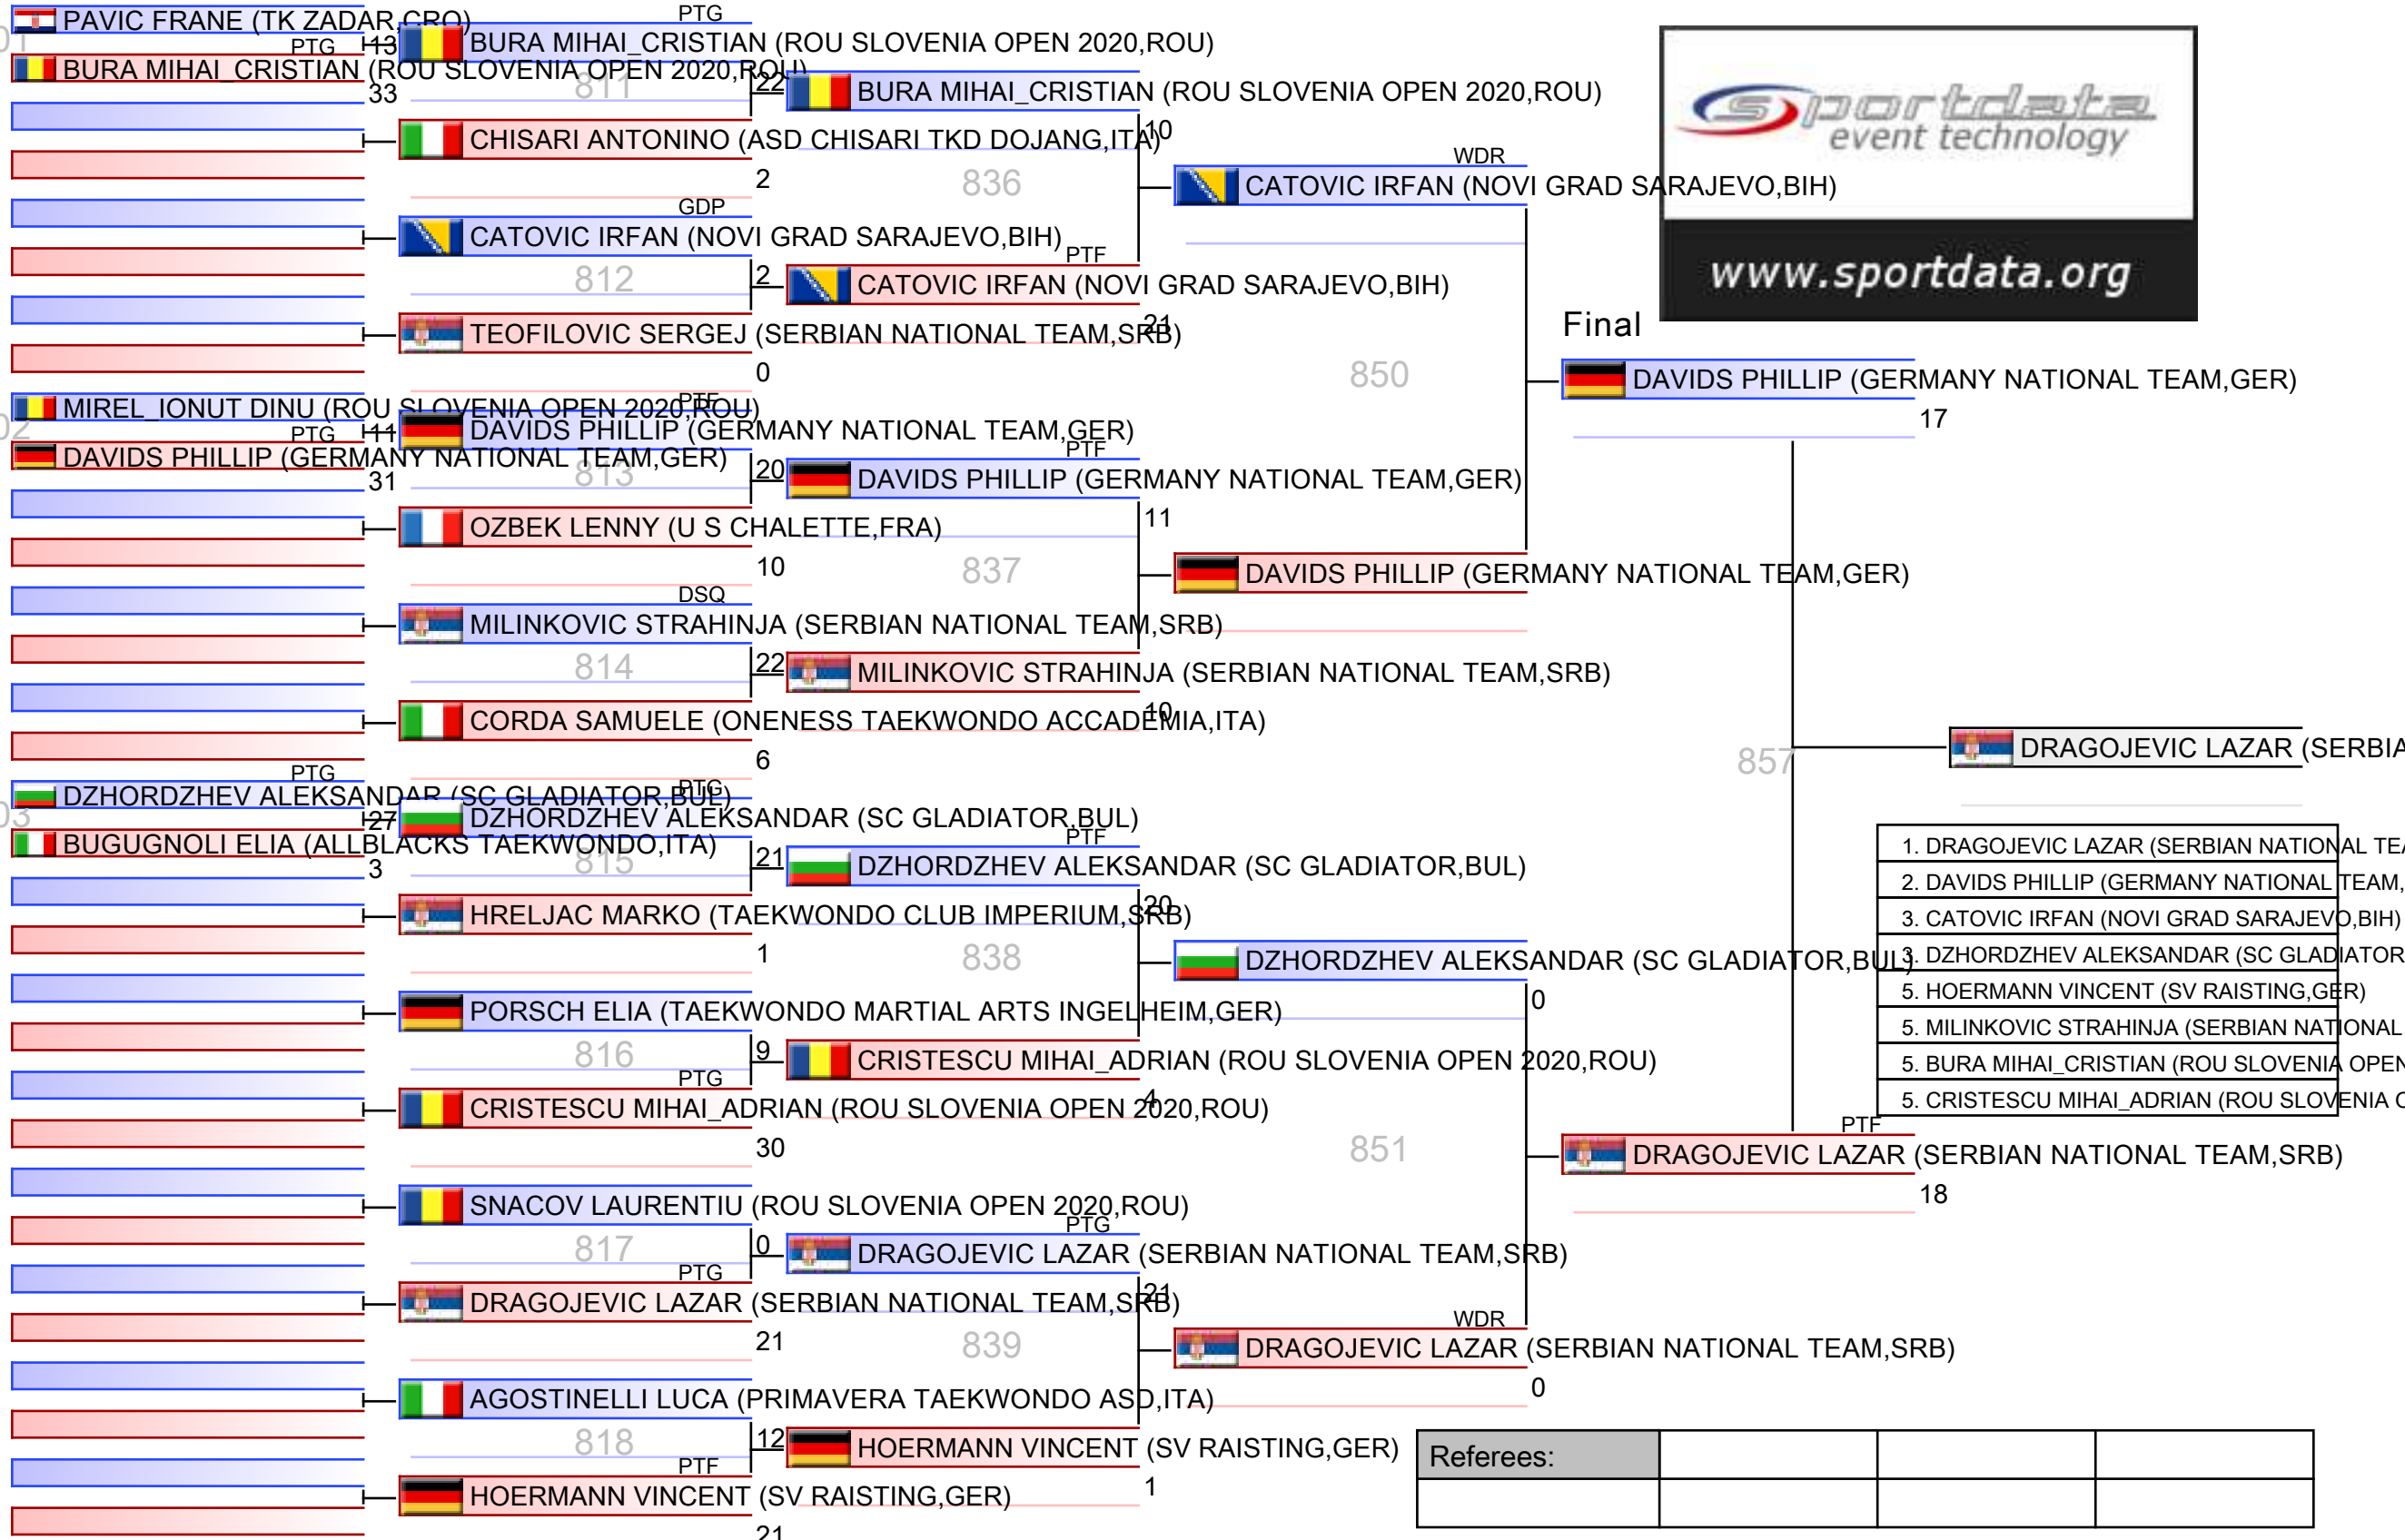 PAVIC FRANE (TK ZADAR,CRO)
01
PTG 13
BURA MIHAI_CRISTIAN (ROU SLOVENIA OPEN 2020,ROU)
33
MIREL_IONUT DINU (ROU SLOVENIA OPEN 2020,ROU)
02
PTG 11
DAVIDS PHILLIP (GERMANY NATIONAL TEAM,GER)
31
PTG
DZHORDZHEV ALEKSANDAR (SC GLADIATOR,BUL)
03
27
BUGUGNOLI ELIA (ALLBLACKS TAEKWONDO,ITA)
3
PTG
BURA MIHAI_CRISTIAN (ROU SLOVENIA OPEN 2020,ROU)
811
22
CHISARI ANTONINO (ASD CHISARI TKD DOJANG,ITA)
2
GDP
CATOVIC IRFAN (NOVI GRAD SARAJEVO,BIH)
812
2
TEOFILOVIC SERGEJ (SERBIAN NATIONAL TEAM,SRB)
0
PTF
DAVIDS PHILLIP (GERMANY NATIONAL TEAM,GER)
813
20
OZBEK LENNY (U S CHALETTE,FRA)
10
DSQ
MILINKOVIC STRAHINJA (SERBIAN NATIONAL TEAM,SRB)
814
22
CORDA SAMUELE (ONENESS TAEKWONDO ACCADEMIA,ITA)
6
PTG
DZHORDZHEV ALEKSANDAR (SC GLADIATOR,BUL)
815
21
HRELJAC MARKO (TAEKWONDO CLUB IMPERIUM,SRB)
1
PORSCH ELIA (TAEKWONDO MARTIAL ARTS INGELHEIM,GER)
816
9
PTG
CRISTESCU MIHAI_ADRIAN (ROU SLOVENIA OPEN 2020,ROU)
30
SNACOV LAURENTIU (ROU SLOVENIA OPEN 2020,ROU)
817
0
PTG
DRAGOJEVIC LAZAR (SERBIAN NATIONAL TEAM,SRB)
21
AGOSTINELLI LUCA (PRIMAVERA TAEKWONDO ASD,ITA)
818
12
PTF
HOERMANN VINCENT (SV RAISTING,GER)
21
BURA MIHAI_CRISTIAN (ROU SLOVENIA OPEN 2020,ROU)
10
836
PTF
CATOVIC IRFAN (NOVI GRAD SARAJEVO,BIH)
21
PTF
DAVIDS PHILLIP (GERMANY NATIONAL TEAM,GER)
11
837
MILINKOVIC STRAHINJA (SERBIAN NATIONAL TEAM,SRB)
10
PTF
DZHORDZHEV ALEKSANDAR (SC GLADIATOR,BUL)
20
838
CRISTESCU MIHAI_ADRIAN (ROU SLOVENIA OPEN 2020,ROU)
4
PTG
DRAGOJEVIC LAZAR (SERBIAN NATIONAL TEAM,SRB)
21
839
HOERMANN VINCENT (SV RAISTING,GER)
1
WDR
CATOVIC IRFAN (NOVI GRAD SARAJEVO,BIH)
850
DAVIDS PHILLIP (GERMANY NATIONAL TEAM,GER)
DZHORDZHEV ALEKSANDAR (SC GLADIATOR,BUL)
0
851
WDR
DRAGOJEVIC LAZAR (SERBIAN NATIONAL TEAM,SRB)
0
sportdata
event technology
www.sportdata.org
Final
DAVIDS PHILLIP (GERMANY NATIONAL TEAM,GER)
17
857
PTF
DRAGOJEVIC LAZAR (SERBIAN NATIONAL TEAM,SRB)
18
DRAGOJEVIC LAZAR (SERBIA
1. DRAGOJEVIC LAZAR (SERBIAN NATIONAL TEA
2. DAVIDS PHILLIP (GERMANY NATIONAL TEAM,
3. CATOVIC IRFAN (NOVI GRAD SARAJEVO,BIH)
3. DZHORDZHEV ALEKSANDAR (SC GLADIATOR
5. HOERMANN VINCENT (SV RAISTING,GER)
5. MILINKOVIC STRAHINJA (SERBIAN NATIONAL
5. BURA MIHAI_CRISTIAN (ROU SLOVENIA OPEN
5. CRISTESCU MIHAI_ADRIAN (ROU SLOVENIA O
Referees: